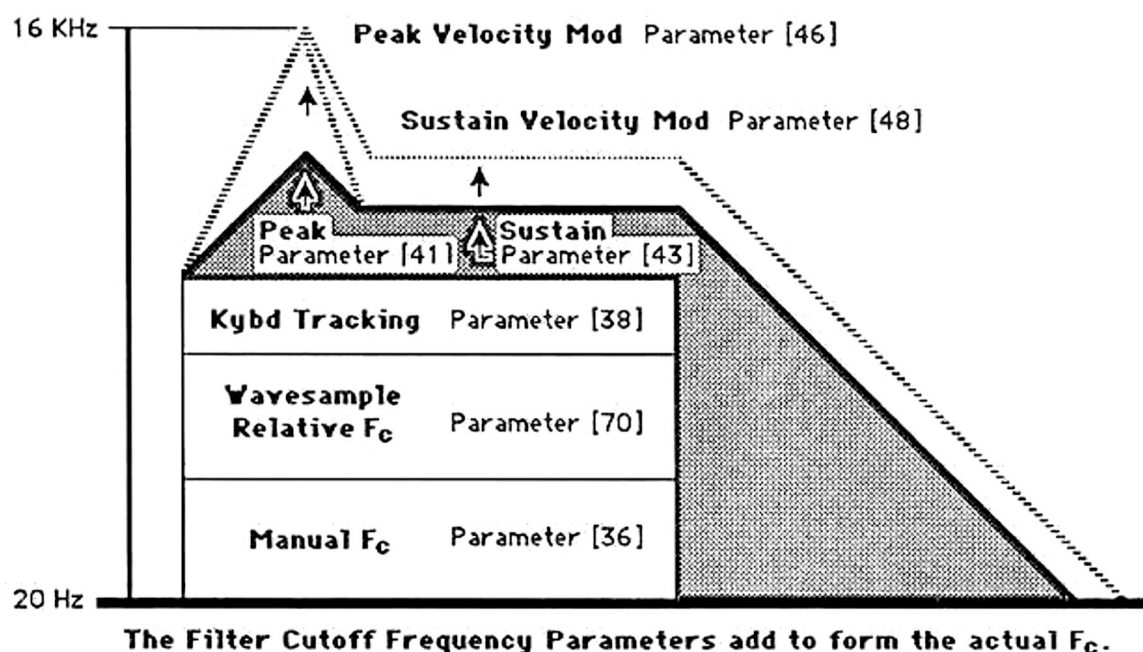 16 KHz
Peak Velocity Mod Parameter [46]
Sustain Velocity Mod Parameter [48]
Peak
Parameter [41]
Sustain
Parameter [43]
Kybd Tracking Parameter [38]
Wavesample
Relative Fc Parameter [70]
Manual Fc Parameter [36]
20 Hz
The Filter Cutoff Frequency Parameters add to form the actual Fc.